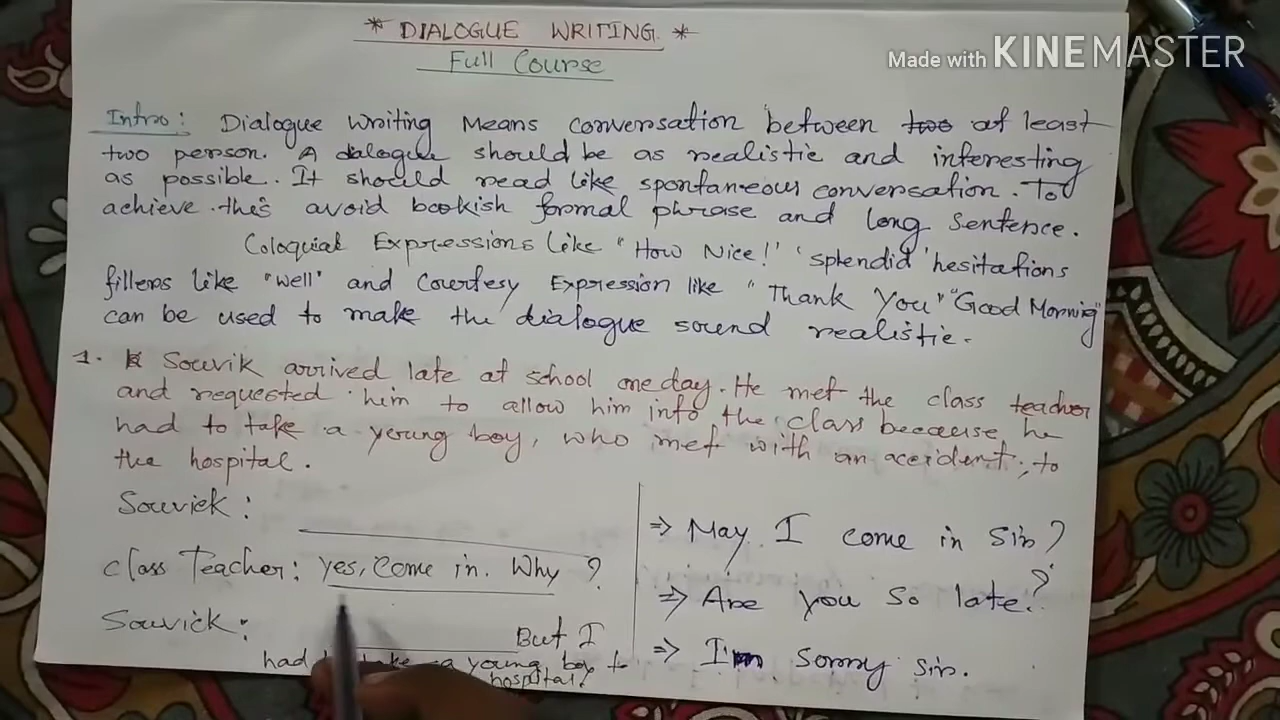 * DIALOGUE WRITING *
Full Course
Made with KINEMASTER
Intro: Dialogue writing Means conversation between two at least
two person. A dialogue should be as realistic and interesting
as possible. It should read like spontaneous conversation. To
achieve this avoid bookish formal phrase and long sentence.
Coloquial Expressions like "How Nice!' 'splendid' hesitations
fillers like "well" and Courtesy Expression like "Thank You" "Good Morning"
can be used to make the dialogue sound realistic.
1. Souvik arrived late at school one day. He met the class teacher
and requested him to allow him into the class because he
had to take a young boy, who met with an accident, to
the hospital.
Souvick:
Class Teacher: Yes, Come in. Why ?
Souvick: But I
had to take a young boy to
hospital.
⇒ May I come in Sir?
⇒ Are you so late?
⇒ I'm sorry sir.